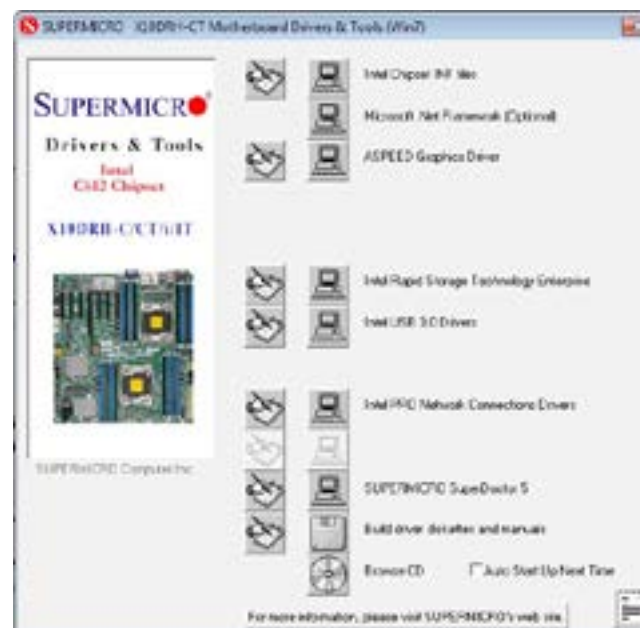 SUPERMICRO X10DRH-CT Motherboard Drivers & Tools (Win7)
SUPERMICRO
Drivers & Tools
Intel
C612 Chipset
X10DRH-C/CT/i/iT
SUPERMICRO Computer Inc.
Intel Chipset INF files
Microsoft .Net Framework (Optional)
ASPEED Graphics Driver
Intel Rapid Storage Technology Enterprise
Intel USB 3.0 Drivers
Intel PRO Network Connections Drivers
SUPERMICRO SuperDoctor 5
Build driver diskettes and manuals
Browse CD
Auto Start Up Next Time
For more information, please visit SUPERMICRO's web site.